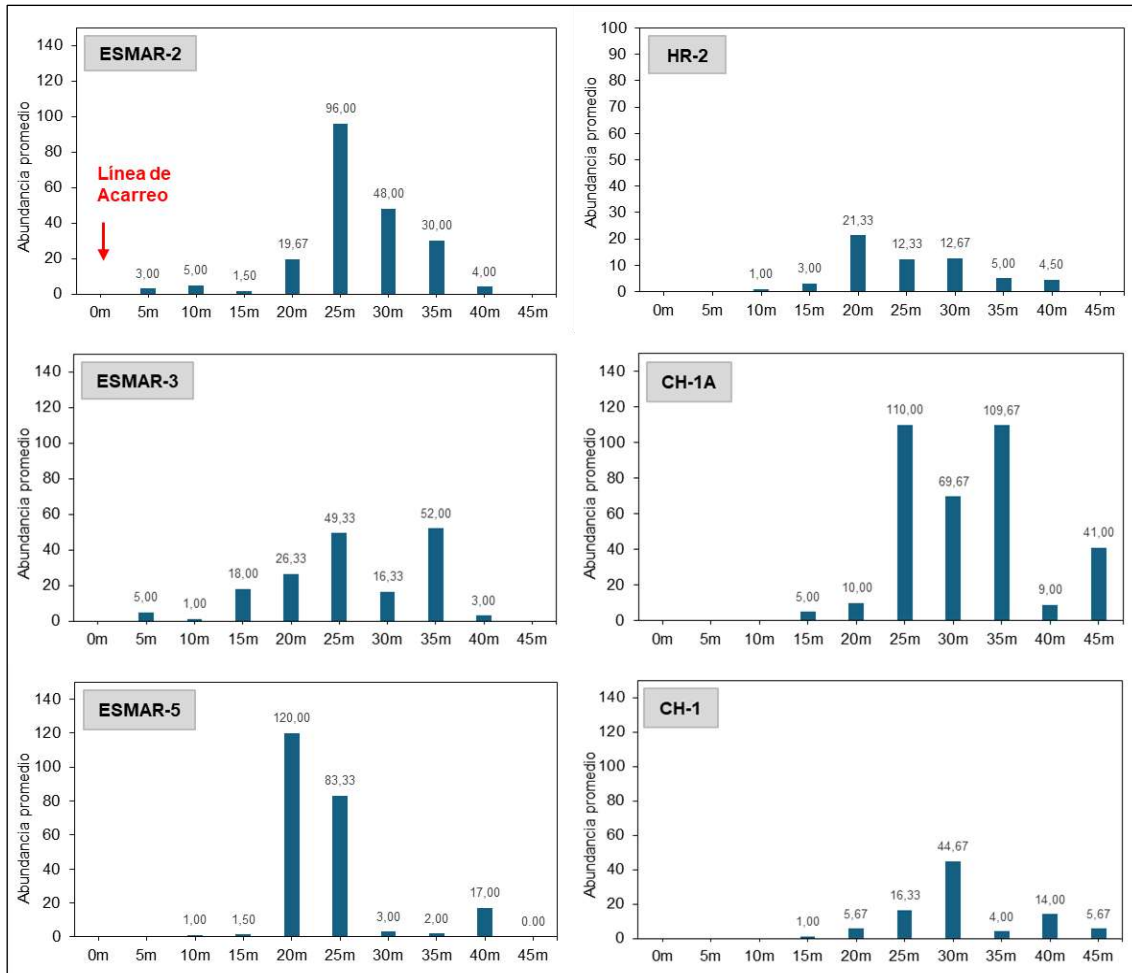 ESMAR-2
Abundancia promedio
140
120
100
80
60
40
20
0
Línea de
Acarreo
3,00 5,00 1,50 19,67 96,00 48,00 30,00 4,00
0m 5m 10m 15m 20m 25m 30m 35m 40m 45m
HR-2
Abundancia promedio
100
90
80
70
60
50
40
30
20
10
0
1,00 3,00 21,33 12,33 12,67 5,00 4,50
0m 5m 10m 15m 20m 25m 30m 35m 40m 45m
ESMAR-3
Abundancia promedio
140
120
100
80
60
40
20
0
5,00 1,00 18,00 26,33 49,33 16,33 52,00 3,00
0m 5m 10m 15m 20m 25m 30m 35m 40m 45m
CH-1A
Abundancia promedio
140
120
100
80
60
40
20
0
5,00 10,00 110,00 69,67 109,67 9,00 41,00
0m 5m 10m 15m 20m 25m 30m 35m 40m 45m
ESMAR-5
Abundancia promedio
140
120
100
80
60
40
20
0
1,00 1,50 120,00 83,33 3,00 2,00 17,00 0,00
0m 5m 10m 15m 20m 25m 30m 35m 40m 45m
CH-1
Abundancia promedio
140
120
100
80
60
40
20
0
1,00 5,67 16,33 44,67 4,00 14,00 5,67
0m 5m 10m 15m 20m 25m 30m 35m 40m 45m